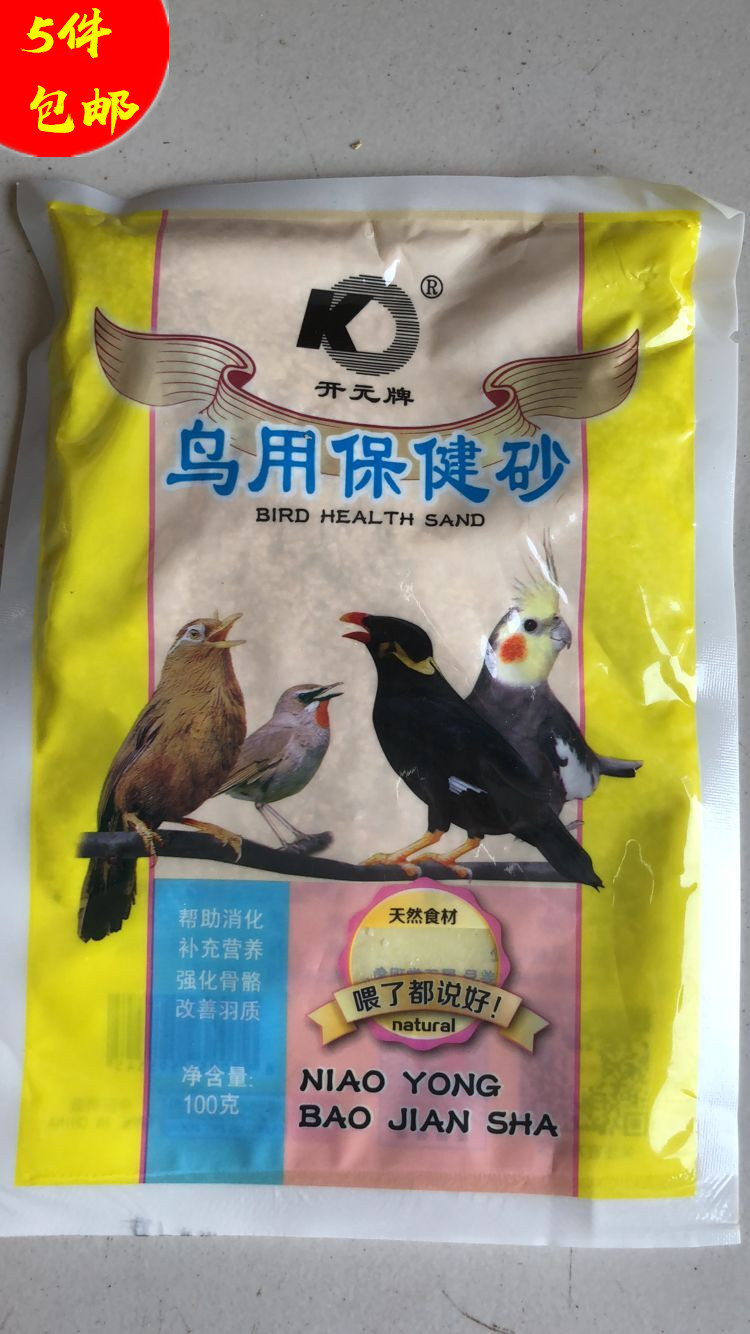 5件
包邮
K
®
开元牌
鸟用保健砂
BIRD HEALTH SAND
帮助消化
补充营养
强化骨骼
改善羽质
净含量:
100克
天然食材
喂了都说好!
natural
NIAO YONG
BAO JIAN SHA